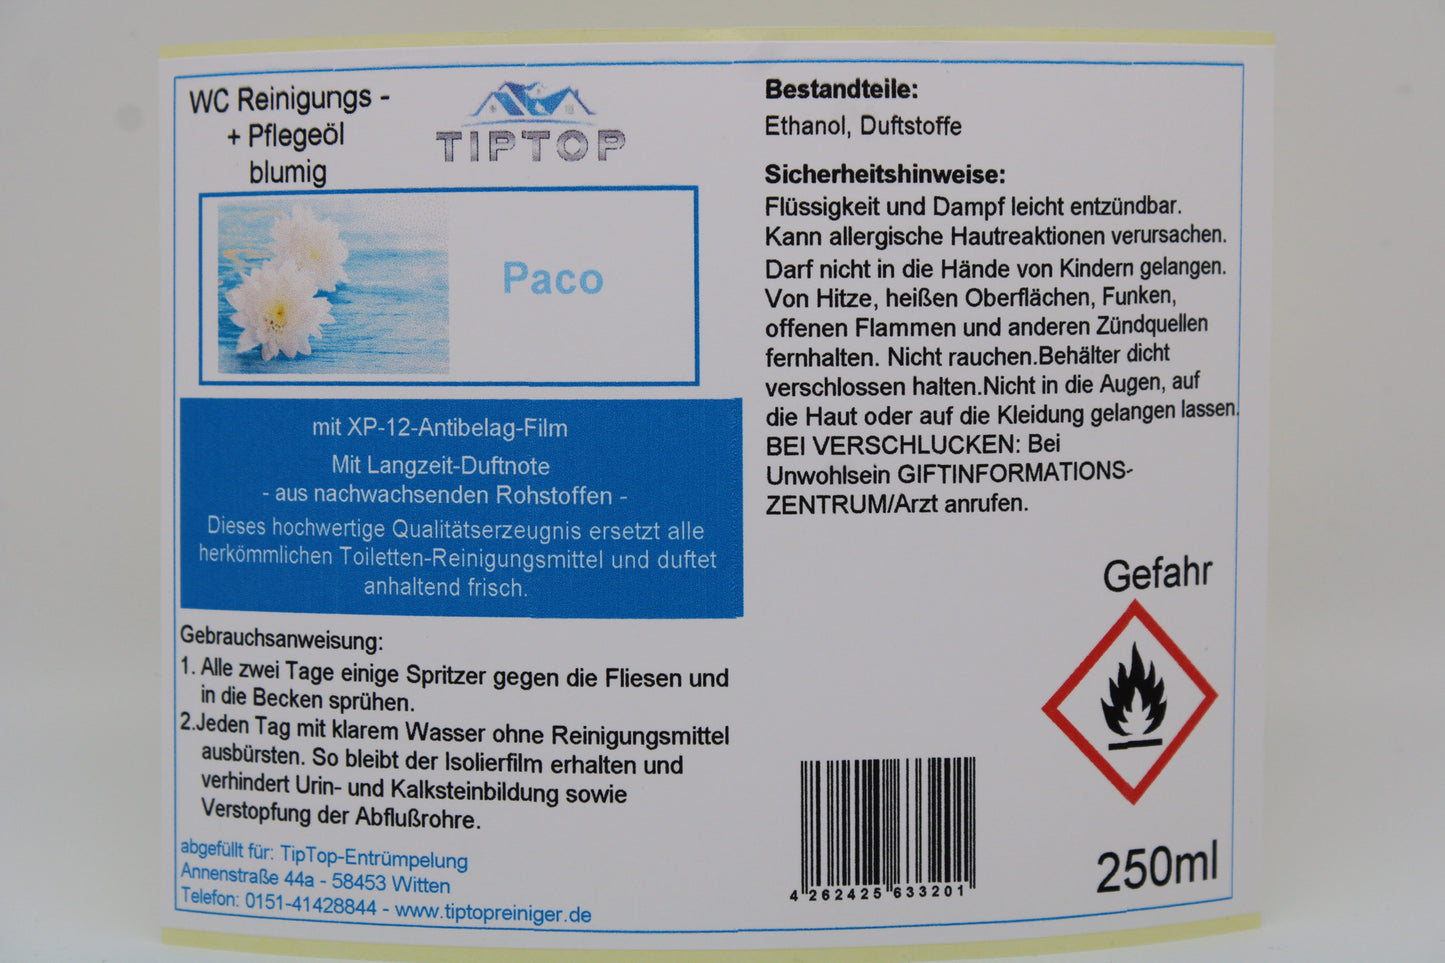 WC Reinigungs -
+ Pflegeöl
blumig
TIPTOP
Paco
mit XP-12-Antibelag-Film
Mit Langzeit-Duftnote
- aus nachwachsenden Rohstoffen -
Dieses hochwertige Qualitätserzeugnis ersetzt alle
herkömmlichen Toiletten-Reinigungsmittel und duftet
anhaltend frisch.
Gebrauchsanweisung:
1. Alle zwei Tage einige Spritzer gegen die Fliesen und
in die Becken sprühen.
2.Jeden Tag mit klarem Wasser ohne Reinigungsmittel
ausbürsten. So bleibt der Isolierfilm erhalten und
verhindert Urin- und Kalksteinbildung sowie
Verstopfung der Abflußrohre.
abgefüllt für: TipTop-Entrümpelung
Annenstraße 44a - 58453 Witten
Telefon: 0151-41428844 - www.tiptopreiniger.de
Bestandteile:
Ethanol, Duftstoffe
Sicherheitshinweise:
Flüssigkeit und Dampf leicht entzündbar.
Kann allergische Hautreaktionen verursachen.
Darf nicht in die Hände von Kindern gelangen.
Von Hitze, heißen Oberflächen, Funken,
offenen Flammen und anderen Zündquellen
fernhalten. Nicht rauchen.Behälter dicht
verschlossen halten.Nicht in die Augen, auf
die Haut oder auf die Kleidung gelangen lassen.
BEI VERSCHLUCKEN: Bei
Unwohlsein GIFTINFORMATIONS-
ZENTRUM/Arzt anrufen.
Gefahr
4 262425 633201
250ml